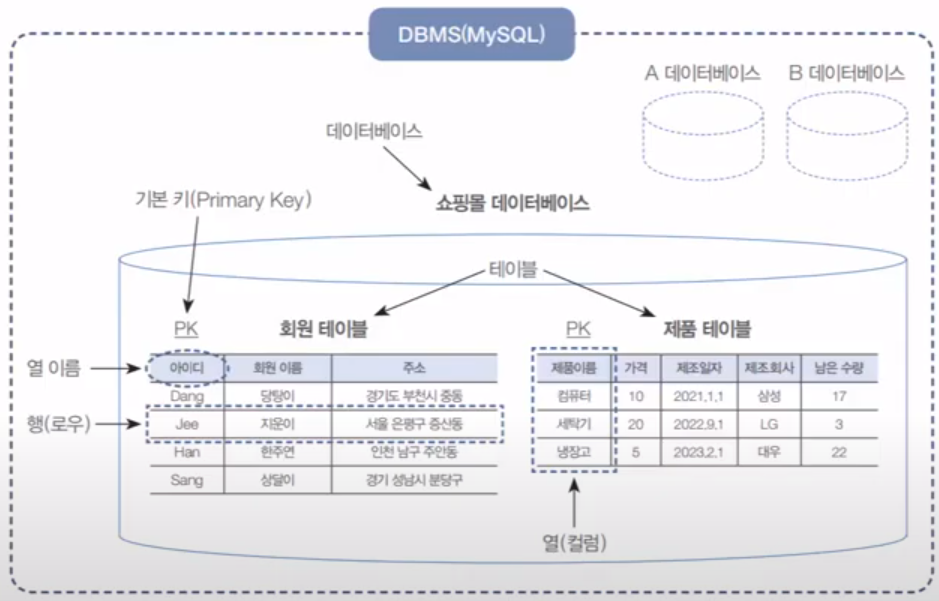 DBMS(MySQL)
A 데이터베이스 B 데이터베이스
데이터베이스
기본 키(Primary Key)
쇼핑몰 데이터베이스
테이블
PK 회원 테이블 PK 제품 테이블
열 이름 아이디 회원 이름 주소 제품이름 가격 제조일자 제조회사 남은 수량
Dang 당탕이 경기도 부천시 중동 컴퓨터 10 2021.1.1 삼성 17
행(로우) Jee 지운이 서울 은평구 증산동 세탁기 20 2022.9.1 LG 3
Han 한주연 인천 남구 주안동 냉장고 5 2023.2.1 대우 22
Sang 상달이 경기 성남시 분당구
열(컬럼)